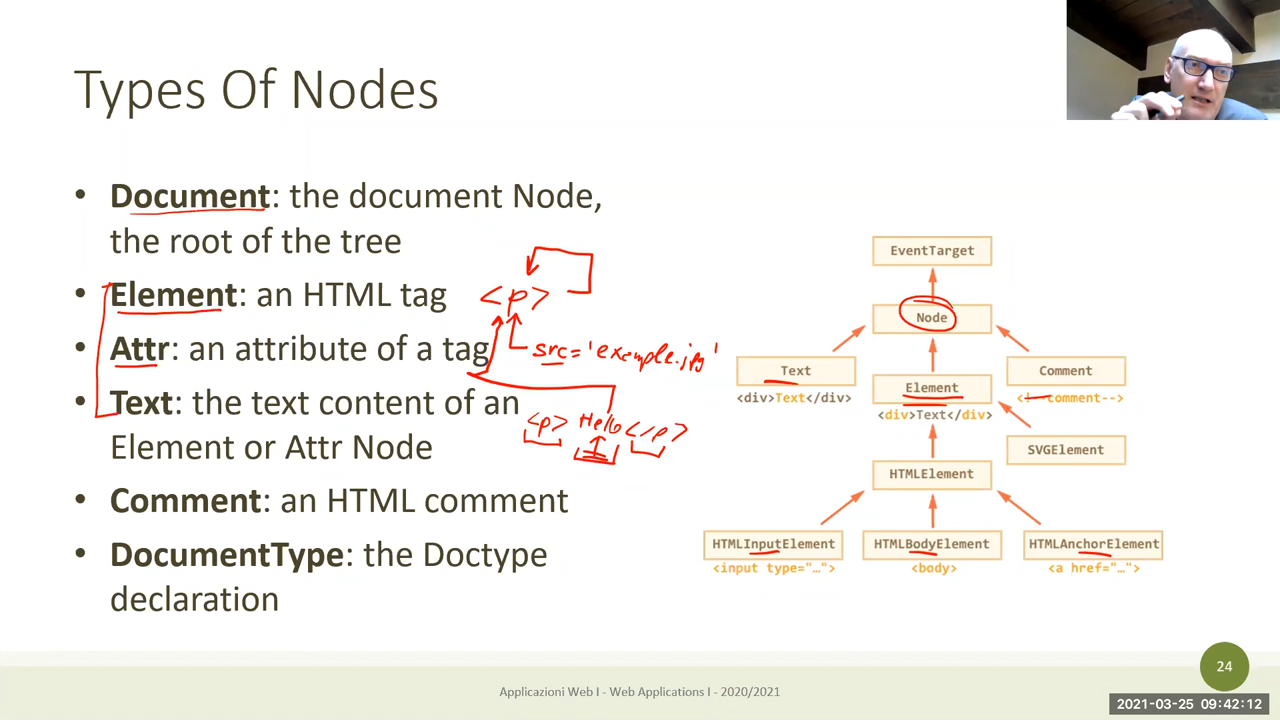 Types Of Nodes
• Document: the document Node,
the root of the tree
• Element: an HTML tag
<p>
• Attr: an attribute of a tag
src='exemple.jpg'
• Text: the text content of an
Element or Attr Node
<p> Hello </p>
• Comment: an HTML comment
• DocumentType: the Doctype
declaration
EventTarget
Node
Text
Element
Comment
<div>Text</div>
<div>Text</div>
<!--comment-->
SVGElement
HTMLElement
HTMLInputElement
HTMLBodyElement
HTMLAnchorElement
<input type="…">
<body>
<a href="…">
24
Applicazioni Web I - Web Applications I - 2020/2021
2021-03-25 09:42:12